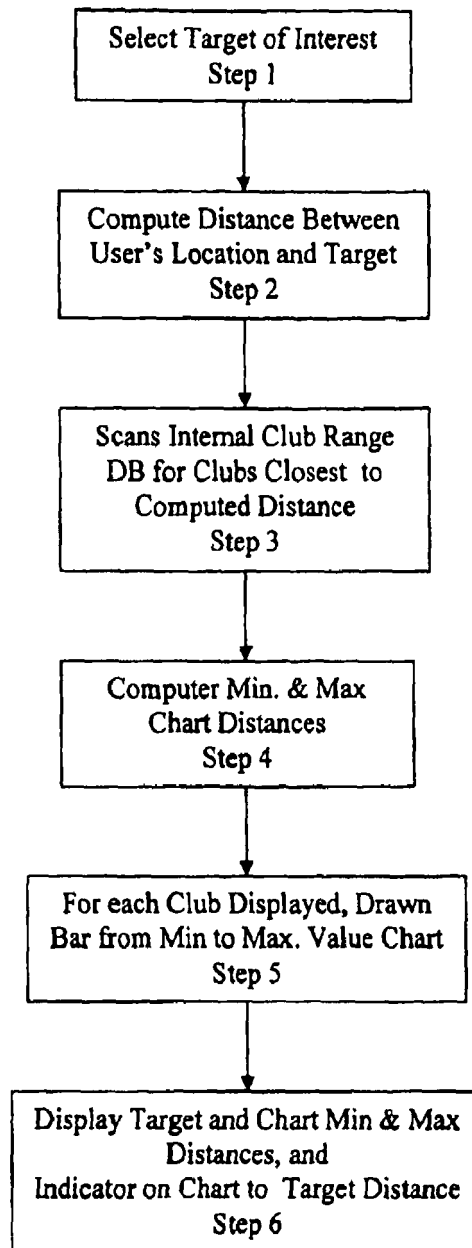 Select Target of Interest
Step 1
Compute Distance Between
User's Location and Target
Step 2
Scans Internal Club Range
DB for Clubs Closest to
Computed Distance
Step 3
Computer Min. & Max
Chart Distances
Step 4
For each Club Displayed, Drawn
Bar from Min to Max. Value Chart
Step 5
Display Target and Chart Min & Max
Distances, and
Indicator on Chart to Target Distance
Step 6